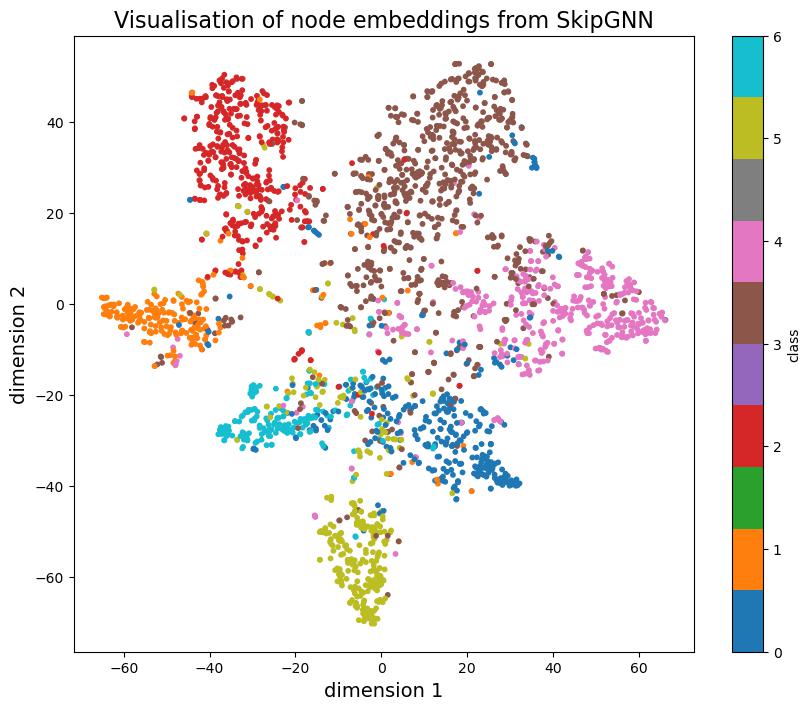 Visualisation of node embeddings from SkipGNN
6
5
4
3
2
1
0
class
40
20
0
−20
−40
−60
dimension 2
−60 −40 −20 0 20 40 60
dimension 1